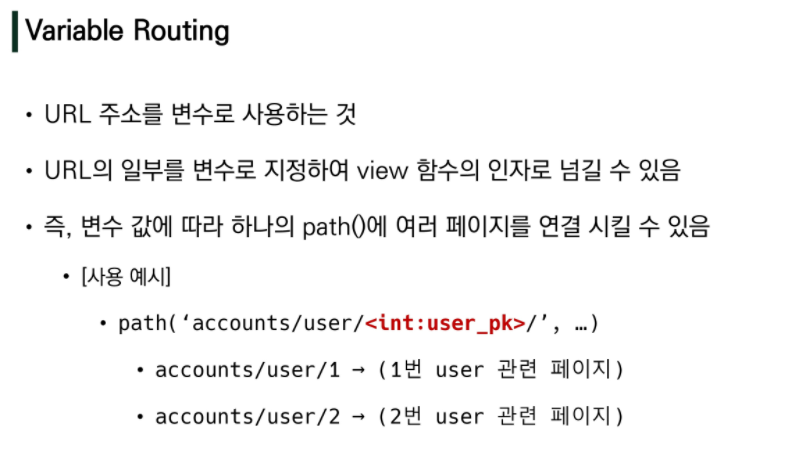 Variable Routing
• URL 주소를 변수로 사용하는 것
• URL의 일부를 변수로 지정하여 view 함수의 인자로 넘길 수 있음
• 즉, 변수 값에 따라 하나의 path()에 여러 페이지를 연결 시킬 수 있음
• [사용 예시]
• path(‘accounts/user/<int:user_pk>/’, …)
• accounts/user/1 → (1번 user 관련 페이지)
• accounts/user/2 → (2번 user 관련 페이지)